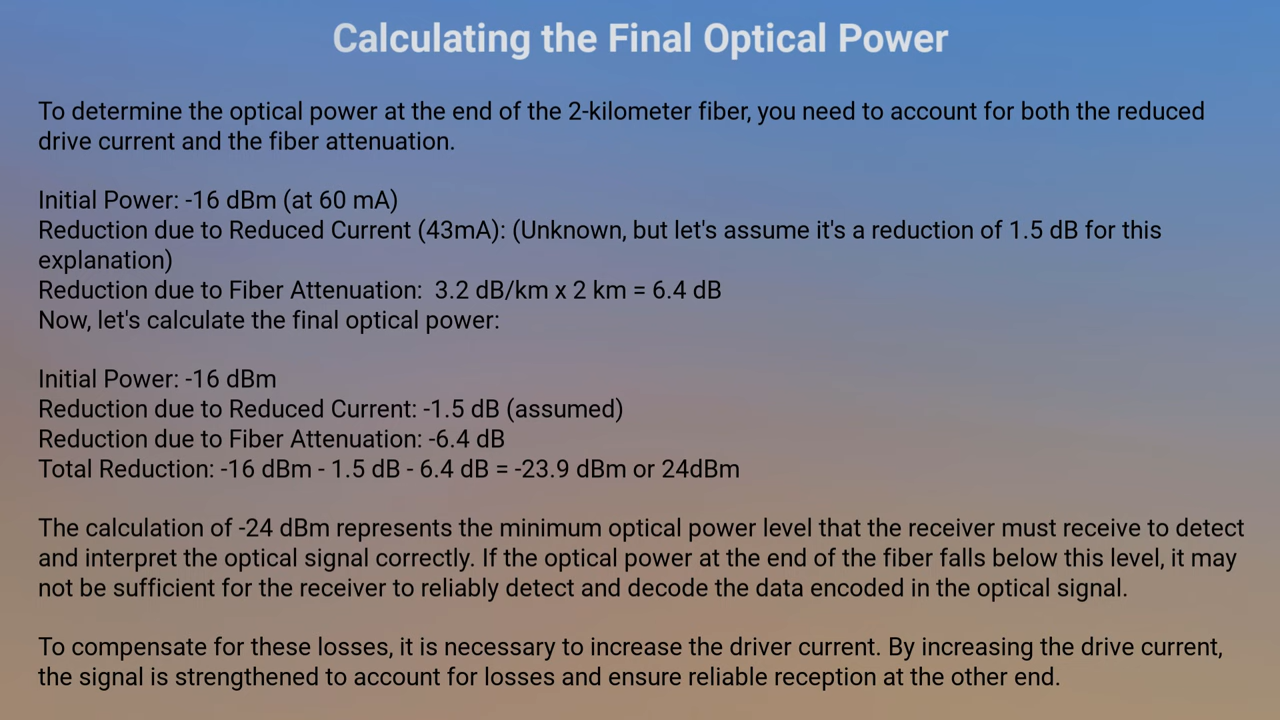 Calculating the Final Optical Power
To determine the optical power at the end of the 2-kilometer fiber, you need to account for both the reduced
drive current and the fiber attenuation.
Initial Power: -16 dBm (at 60 mA)
Reduction due to Reduced Current (43mA): (Unknown, but let's assume it's a reduction of 1.5 dB for this
explanation)
Reduction due to Fiber Attenuation:  3.2 dB/km x 2 km = 6.4 dB
Now, let's calculate the final optical power:
Initial Power: -16 dBm
Reduction due to Reduced Current: -1.5 dB (assumed)
Reduction due to Fiber Attenuation: -6.4 dB
Total Reduction: -16 dBm - 1.5 dB - 6.4 dB = -23.9 dBm or 24dBm
The calculation of -24 dBm represents the minimum optical power level that the receiver must receive to detect
and interpret the optical signal correctly. If the optical power at the end of the fiber falls below this level, it may
not be sufficient for the receiver to reliably detect and decode the data encoded in the optical signal.
To compensate for these losses, it is necessary to increase the driver current. By increasing the drive current,
the signal is strengthened to account for losses and ensure reliable reception at the other end.